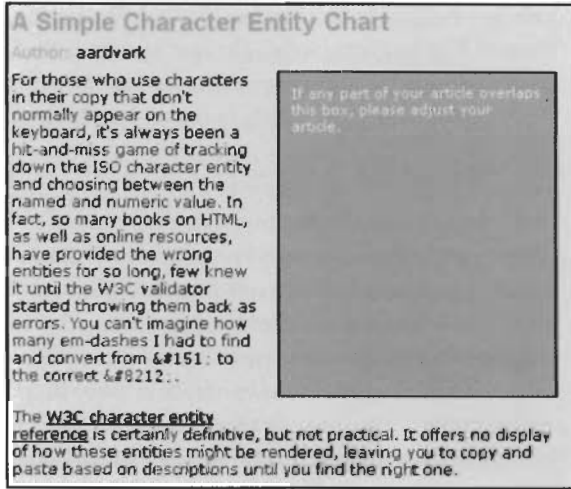 A Simple Character Entity Chart
Author: aardvark
For those who use characters
in their copy that don't
normally appear on the
keyboard, it's always been a
hit-and-miss game of tracking
down the ISO character entity
and choosing between the
named and numeric value. In
fact, so many books on HTML,
as well as online resources,
have provided the wrong
entities for so long, few knew
it until the W3C validator
started throwing them back as
errors. You can't imagine how
many em-dashes I had to find
and convert from &#151; to
the correct &#8212;.
If any part of your article overlaps
this box, please adjust your
article.
The W3C character entity
reference is certainly definitive, but not practical. It offers no display
of how these entities might be rendered, leaving you to copy and
paste based on descriptions until you find the right one.